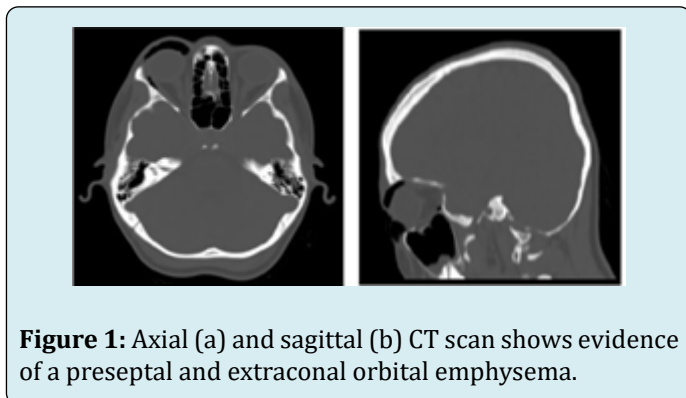 Figure 1: Axial (a) and sagittal (b) CT scan shows evidence
of a preseptal and extraconal orbital emphysema.